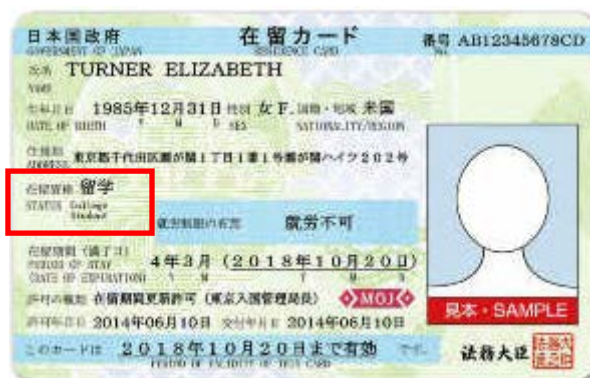 日本国政府 在留カード 番号 AB12345678CD
GOVERNMENT OF JAPAN RESIDENCE CARD No.
氏名 TURNER ELIZABETH
NAME
生年月日 1985年12月31日 性別 女 F. 国籍・地域 米国
DATE OF BIRTH Y M D SEX NATIONALITY/REGION
住居地 東京都千代田区霞が関1丁目1番1号霞が関ハイツ202号
ADDRESS
在留資格 留学
STATUS College
Student
就労制限の有無 就労不可
在留期間(満了日) 4年3月(2018年10月20日)
PERIOD OF STAY
(DATE OF EXPIRATION) Y M Y M D
許可の種類 在留期間更新許可(東京入国管理局長) MOJ
見本・SAMPLE
許可年月日 2014年06月10日 交付年月日 2014年06月10日
このカードは 2018年10月20日まで有効 です。
PERIOD OF VALIDITY OF THIS CARD
法務大臣